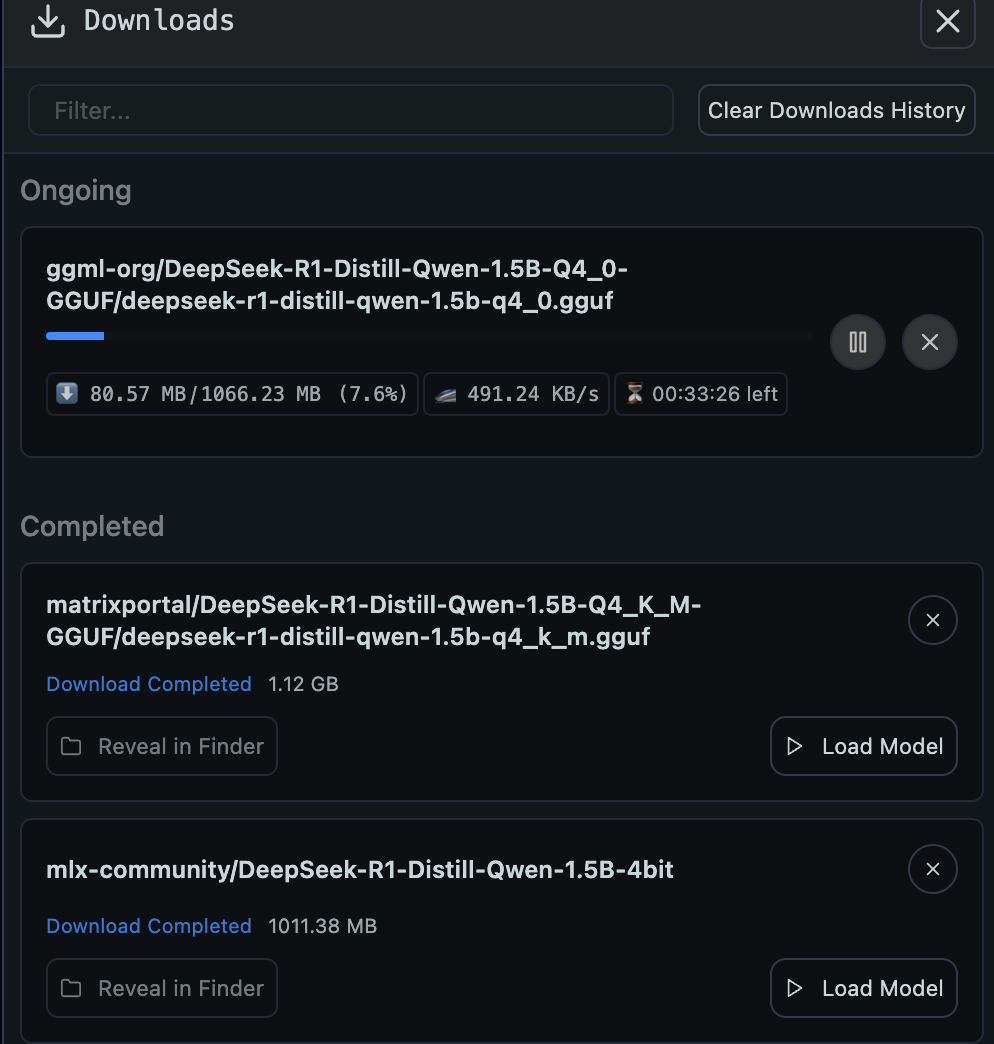 Downloads
Filter...
Clear Downloads History
Ongoing
ggml-org/DeepSeek-R1-Distill-Qwen-1.5B-Q4_0-
GGUF/deepseek-r1-distill-qwen-1.5b-q4_0.gguf
80.57 MB/1066.23 MB (7.6%) 491.24 KB/s 00:33:26 left
Completed
matrixportal/DeepSeek-R1-Distill-Qwen-1.5B-Q4_K_M-
GGUF/deepseek-r1-distill-qwen-1.5b-q4_k_m.gguf
Download Completed 1.12 GB
Reveal in Finder
Load Model
mlx-community/DeepSeek-R1-Distill-Qwen-1.5B-4bit
Download Completed 1011.38 MB
Reveal in Finder
Load Model